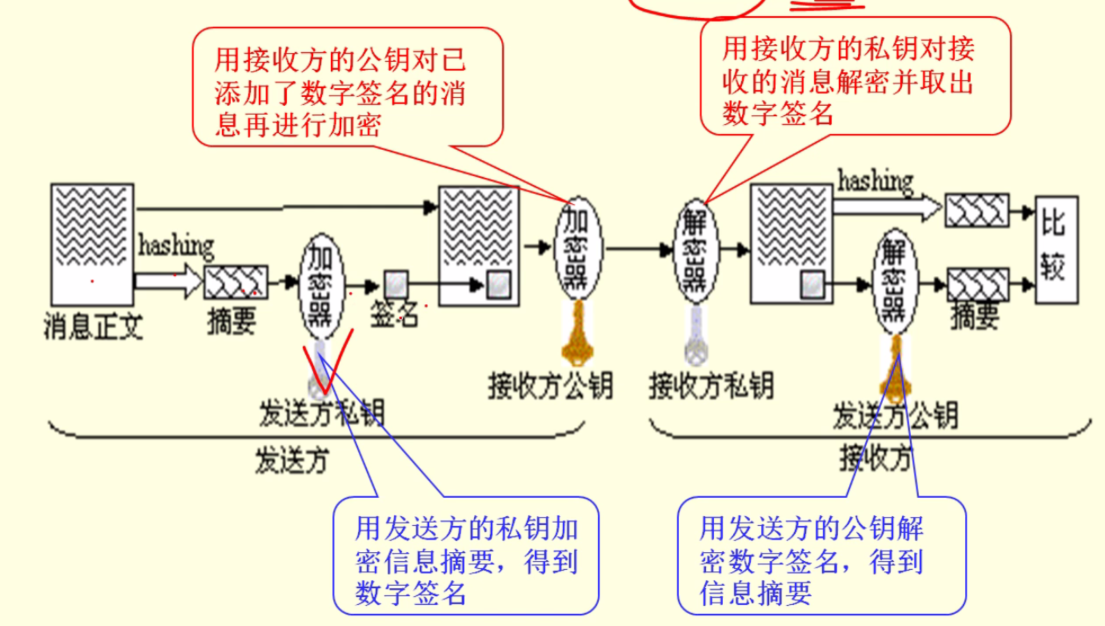 用接收方的公钥对已
添加了数字签名的消
息再进行加密
用接收方的私钥对接
收的消息解密并取出
数字签名
hashing
消息正文
摘要
加密器
签名
发送方私钥
加密器
接收方公钥
发送方
解密器
接收方私钥
hashing
解密器
摘要
比较
发送方公钥
接收方
用发送方的私钥加
密信息摘要，得到
数字签名
用发送方的公钥解
密数字签名，得到
信息摘要